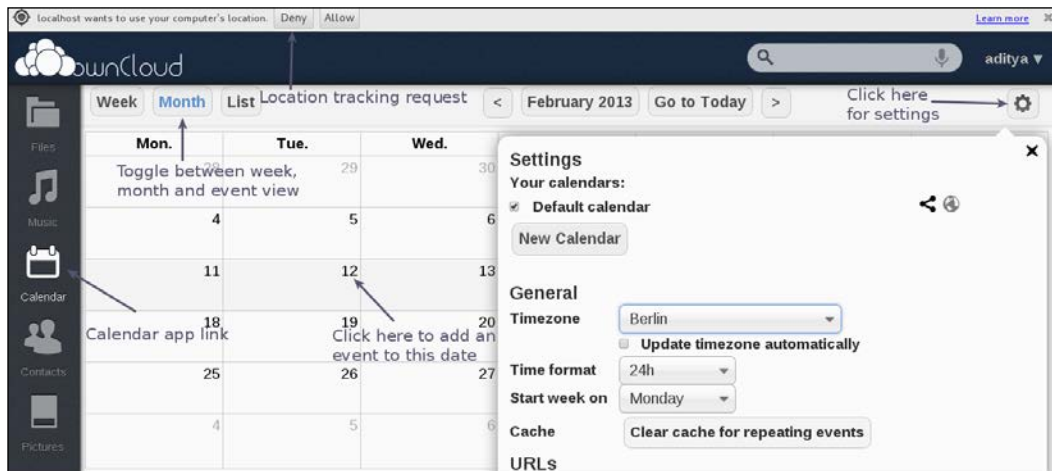 localhost wants to use your computer's location. Deny Allow Learn more
ownCloud
aditya
Week Month List
Location tracking request
< February 2013 Go to Today >
Click here
for settings
Files
Music
Calendar
Contacts
Pictures
Mon. Tue. Wed.
28 29 30
Toggle between week,
month and event view
4 5 6
11 12 13
Calendar app link
18 19 20
Click here to add an
event to this date
25 26 27
4 5 6
Settings
Your calendars:
Default calendar
New Calendar
General
Timezone Berlin
Update timezone automatically
Time format 24h
Start week on Monday
Cache Clear cache for repeating events
URLs